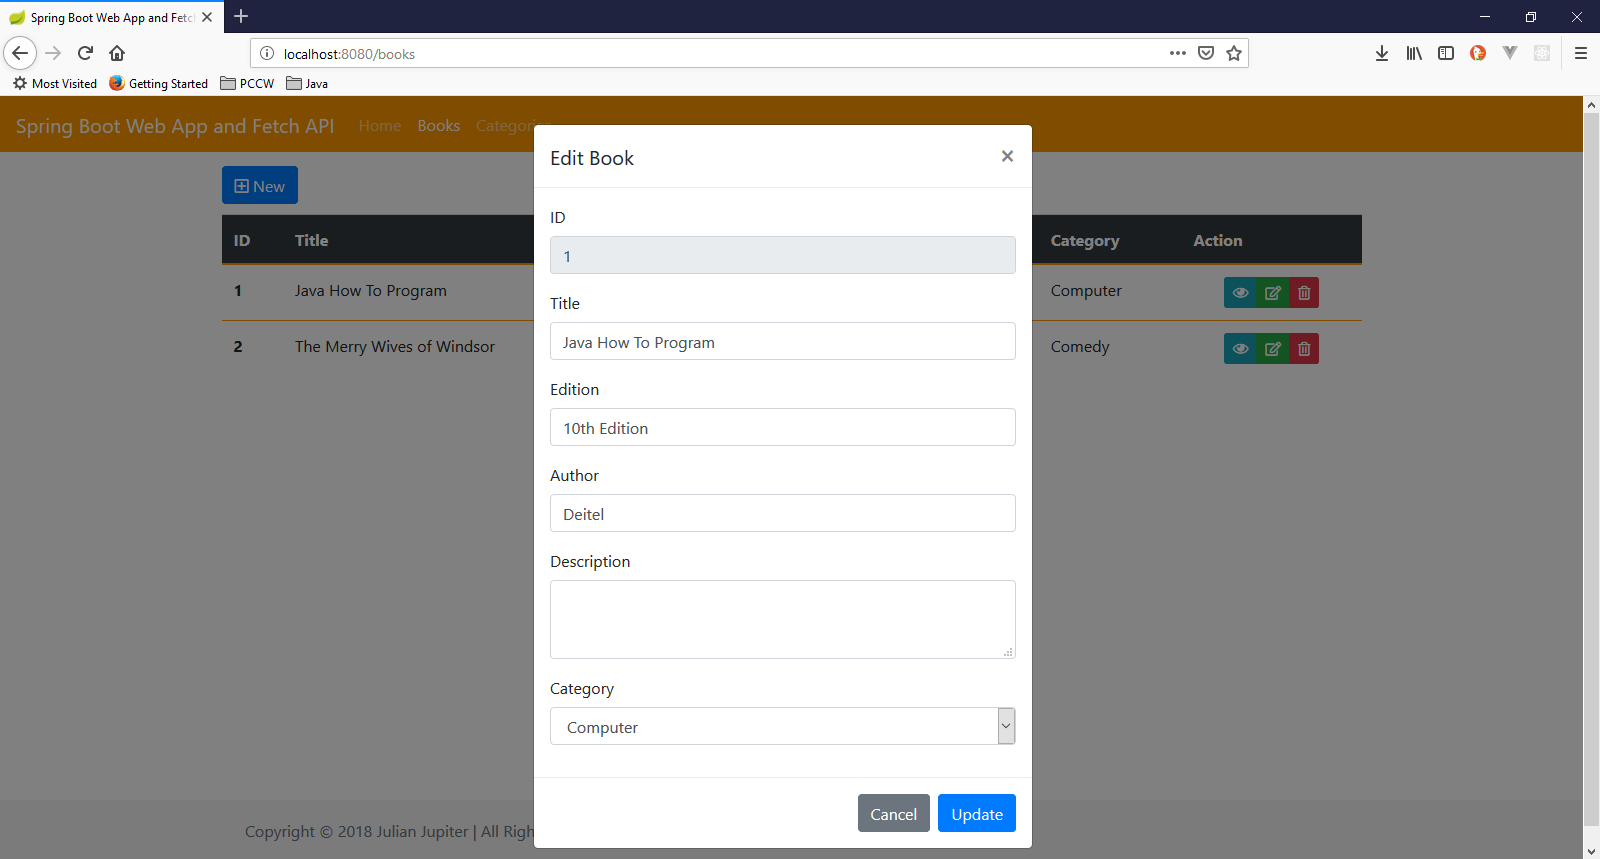 Spring Boot Web App and Fetc
localhost:8080/books
Most Visited Getting Started PCCW Java
Spring Boot Web App and Fetch API Home Books Categories
New
ID Title Category Action
1 Java How To Program Computer
2 The Merry Wives of Windsor Comedy
Edit Book
ID
1
Title
Java How To Program
Edition
10th Edition
Author
Deitel
Description
Category
Computer
Cancel Update
Copyright © 2018 Julian Jupiter | All Righ